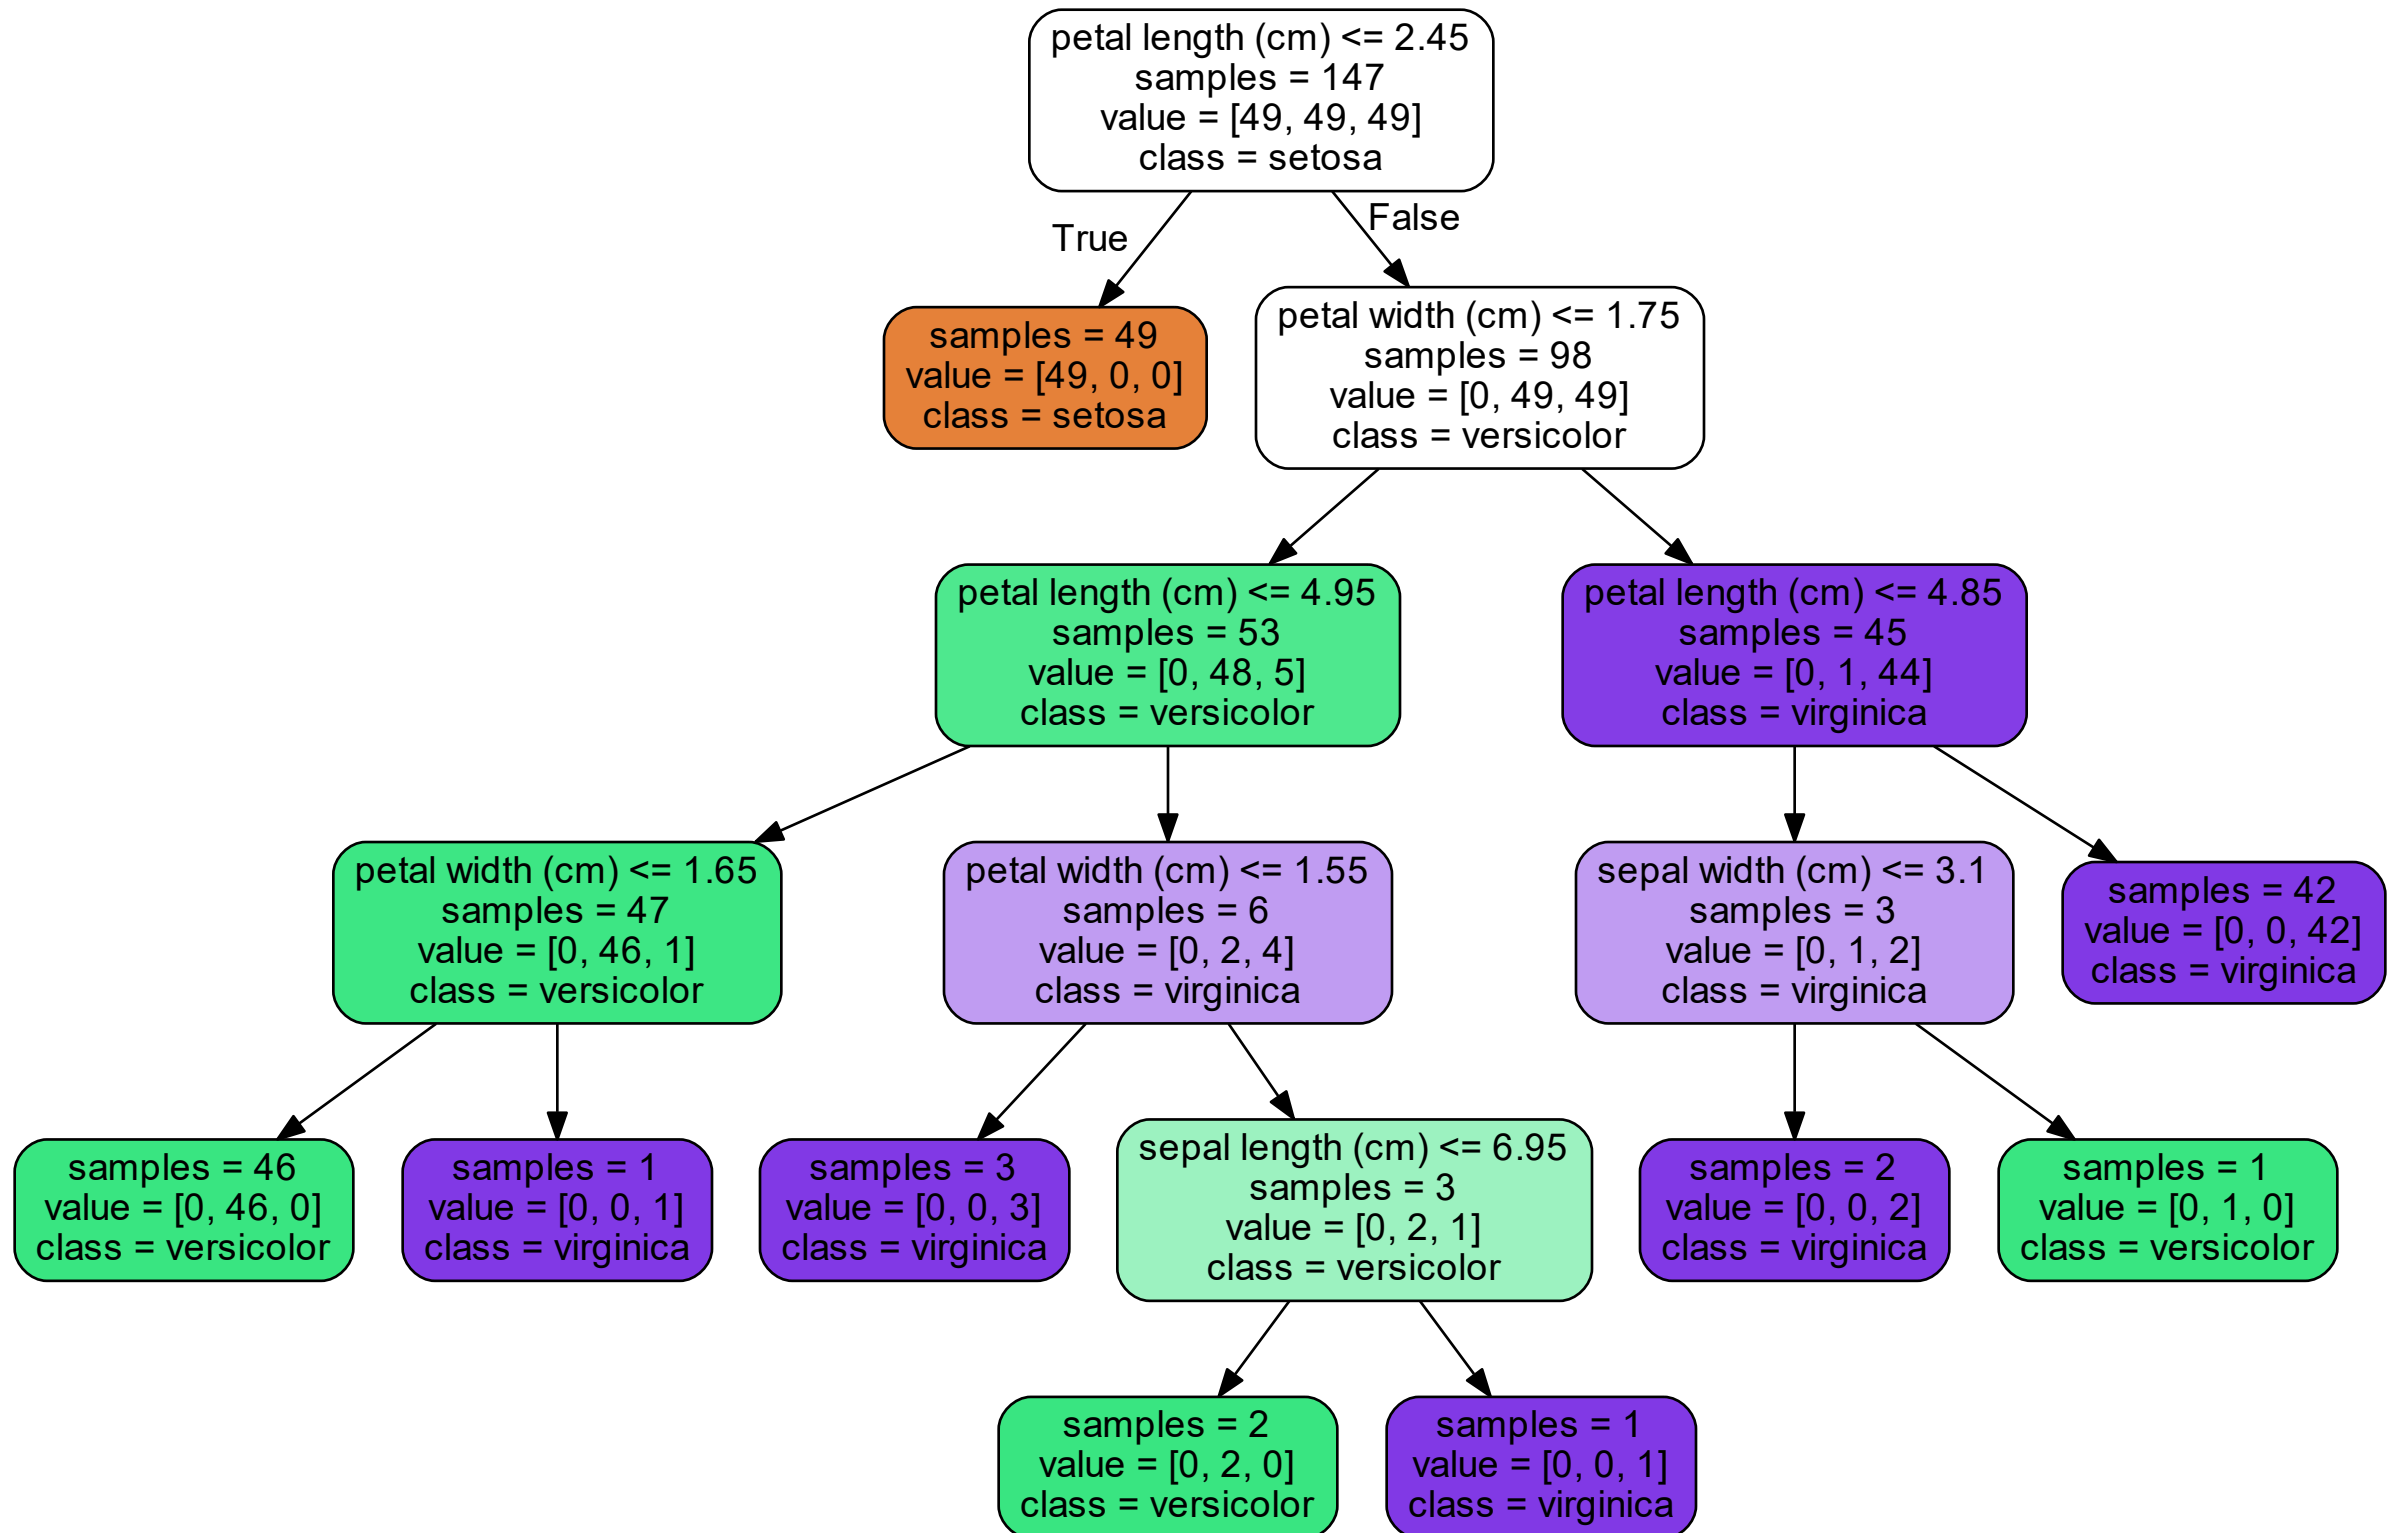 petal length (cm) <= 2.45
samples = 147
value = [49, 49, 49]
class = setosa
True
False
samples = 49
value = [49, 0, 0]
class = setosa
petal width (cm) <= 1.75
samples = 98
value = [0, 49, 49]
class = versicolor
petal length (cm) <= 4.95
samples = 53
value = [0, 48, 5]
class = versicolor
petal length (cm) <= 4.85
samples = 45
value = [0, 1, 44]
class = virginica
petal width (cm) <= 1.65
samples = 47
value = [0, 46, 1]
class = versicolor
petal width (cm) <= 1.55
samples = 6
value = [0, 2, 4]
class = virginica
sepal width (cm) <= 3.1
samples = 3
value = [0, 1, 2]
class = virginica
samples = 42
value = [0, 0, 42]
class = virginica
samples = 46
value = [0, 46, 0]
class = versicolor
samples = 1
value = [0, 0, 1]
class = virginica
samples = 3
value = [0, 0, 3]
class = virginica
sepal length (cm) <= 6.95
samples = 3
value = [0, 2, 1]
class = versicolor
samples = 2
value = [0, 0, 2]
class = virginica
samples = 1
value = [0, 1, 0]
class = versicolor
samples = 2
value = [0, 2, 0]
class = versicolor
samples = 1
value = [0, 0, 1]
class = virginica